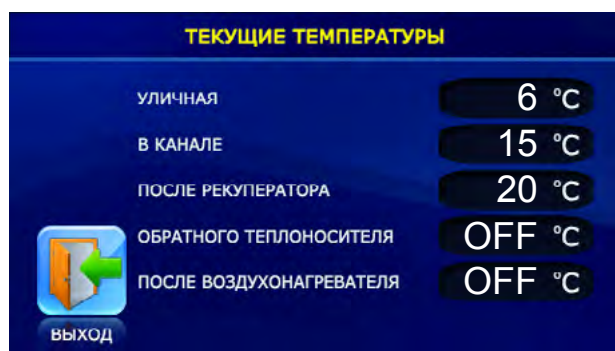 ТЕКУЩИЕ ТЕМПЕРАТУРЫ
УЛИЧНАЯ 6 °C
В КАНАЛЕ 15 °C
ПОСЛЕ РЕКУПЕРАТОРА 20 °C
ОБРАТНОГО ТЕПЛОНОСИТЕЛЯ OFF °C
ПОСЛЕ ВОЗДУХОНАГРЕВАТЕЛЯ OFF °C
ВЫХОД